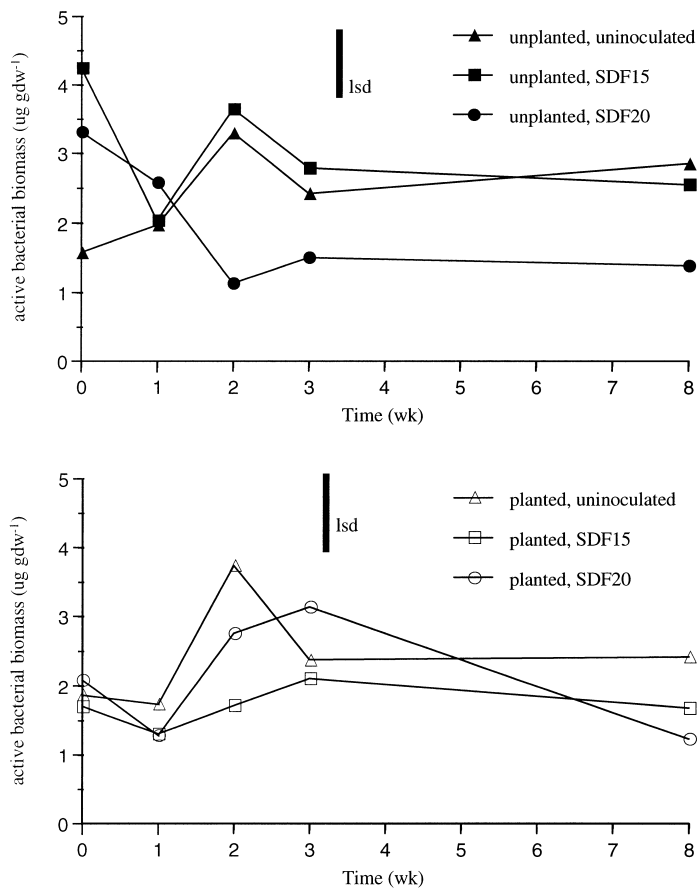 active bacterial biomass (ug gdw-1)
5
4
3
2
1
0
lsd
unplanted, uninoculated
unplanted, SDF15
unplanted, SDF20
0 1 2 3 4 5 6 7 8
Time (wk)
active bacterial biomass (ug gdw-1)
5
4
3
2
1
0
lsd
planted, uninoculated
planted, SDF15
planted, SDF20
0 1 2 3 4 5 6 7 8
Time (wk)